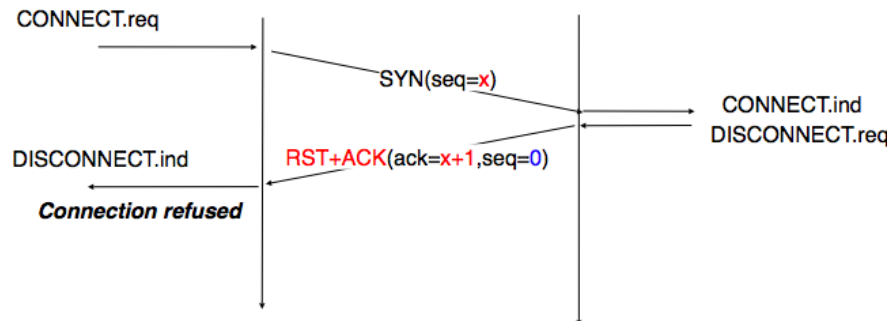 CONNECT.req
SYN(seq=x)
CONNECT.ind
DISCONNECT.req
RST+ACK(ack=x+1,seq=0)
DISCONNECT.ind
Connection refused